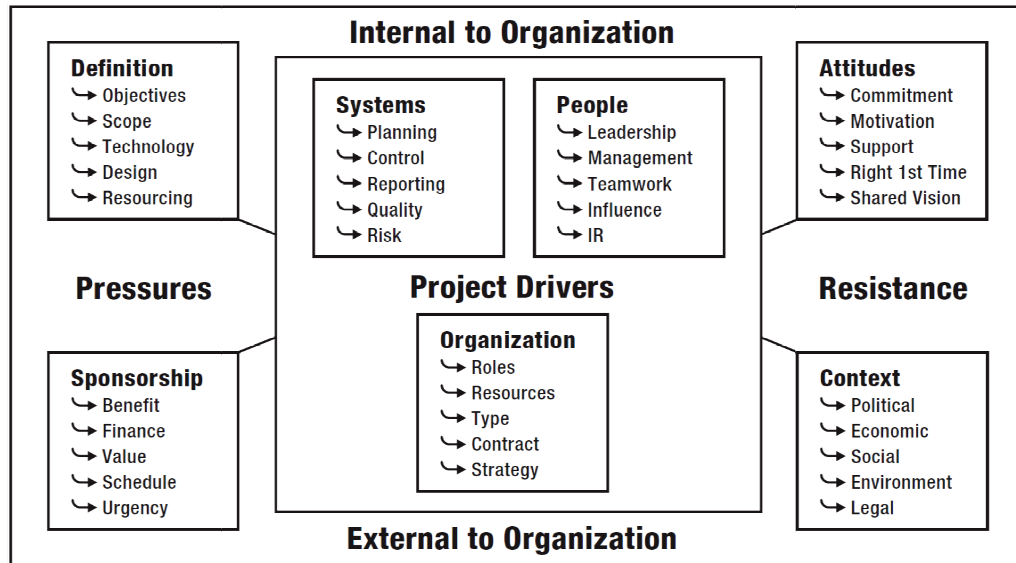 Internal to Organization
Definition
Objectives
Scope
Technology
Design
Resourcing
Systems
Planning
Control
Reporting
Quality
Risk
People
Leadership
Management
Teamwork
Influence
IR
Attitudes
Commitment
Motivation
Support
Right 1st Time
Shared Vision
Pressures
Project Drivers
Resistance
Sponsorship
Benefit
Finance
Value
Schedule
Urgency
Organization
Roles
Resources
Type
Contract
Strategy
Context
Political
Economic
Social
Environment
Legal
External to Organization